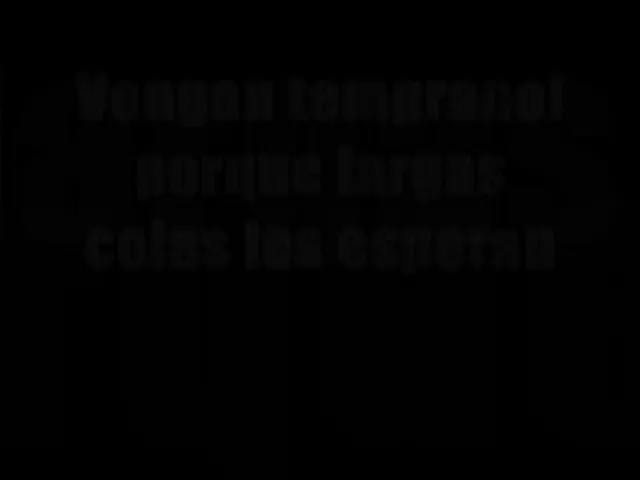 Vengan temprano!
porque largas
colas les esperan